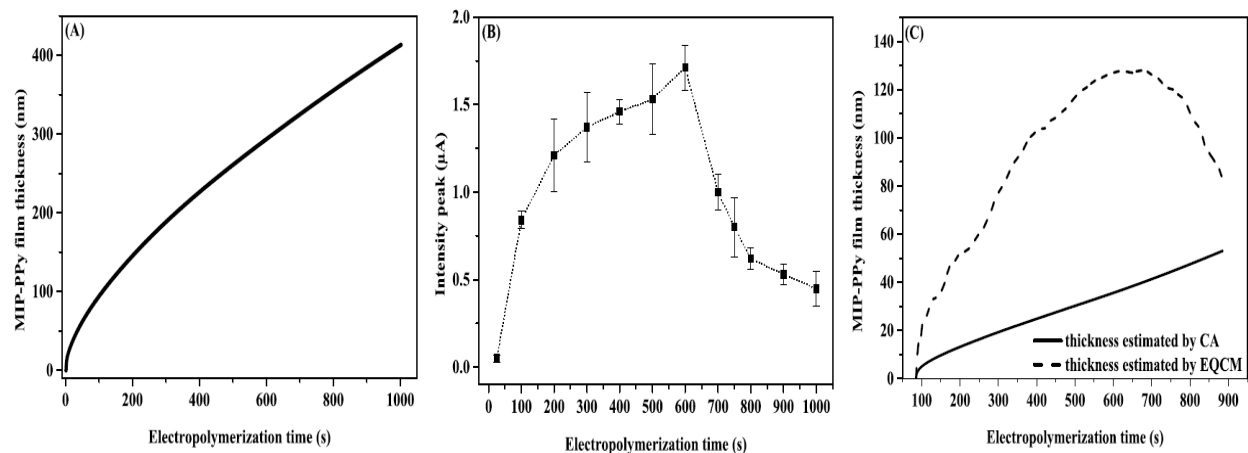 (A)
MIP-PPy film thickness (nm)
400
300
200
100
0
0 200 400 600 800 1000
Electropolymerization time (s)
(B)
Intensity peak (μA)
2.0
1.5
1.0
0.5
0.0
0 100 200 300 400 500 600 700 800 900 1000
Electropolymerization time (s)
(C)
MIP-PPy film thickness (nm)
140
120
100
80
60
40
20
0
100 200 300 400 500 600 700 800 900
thickness estimated by CA
thickness estimated by EQCM
Electropolymerization time (s)